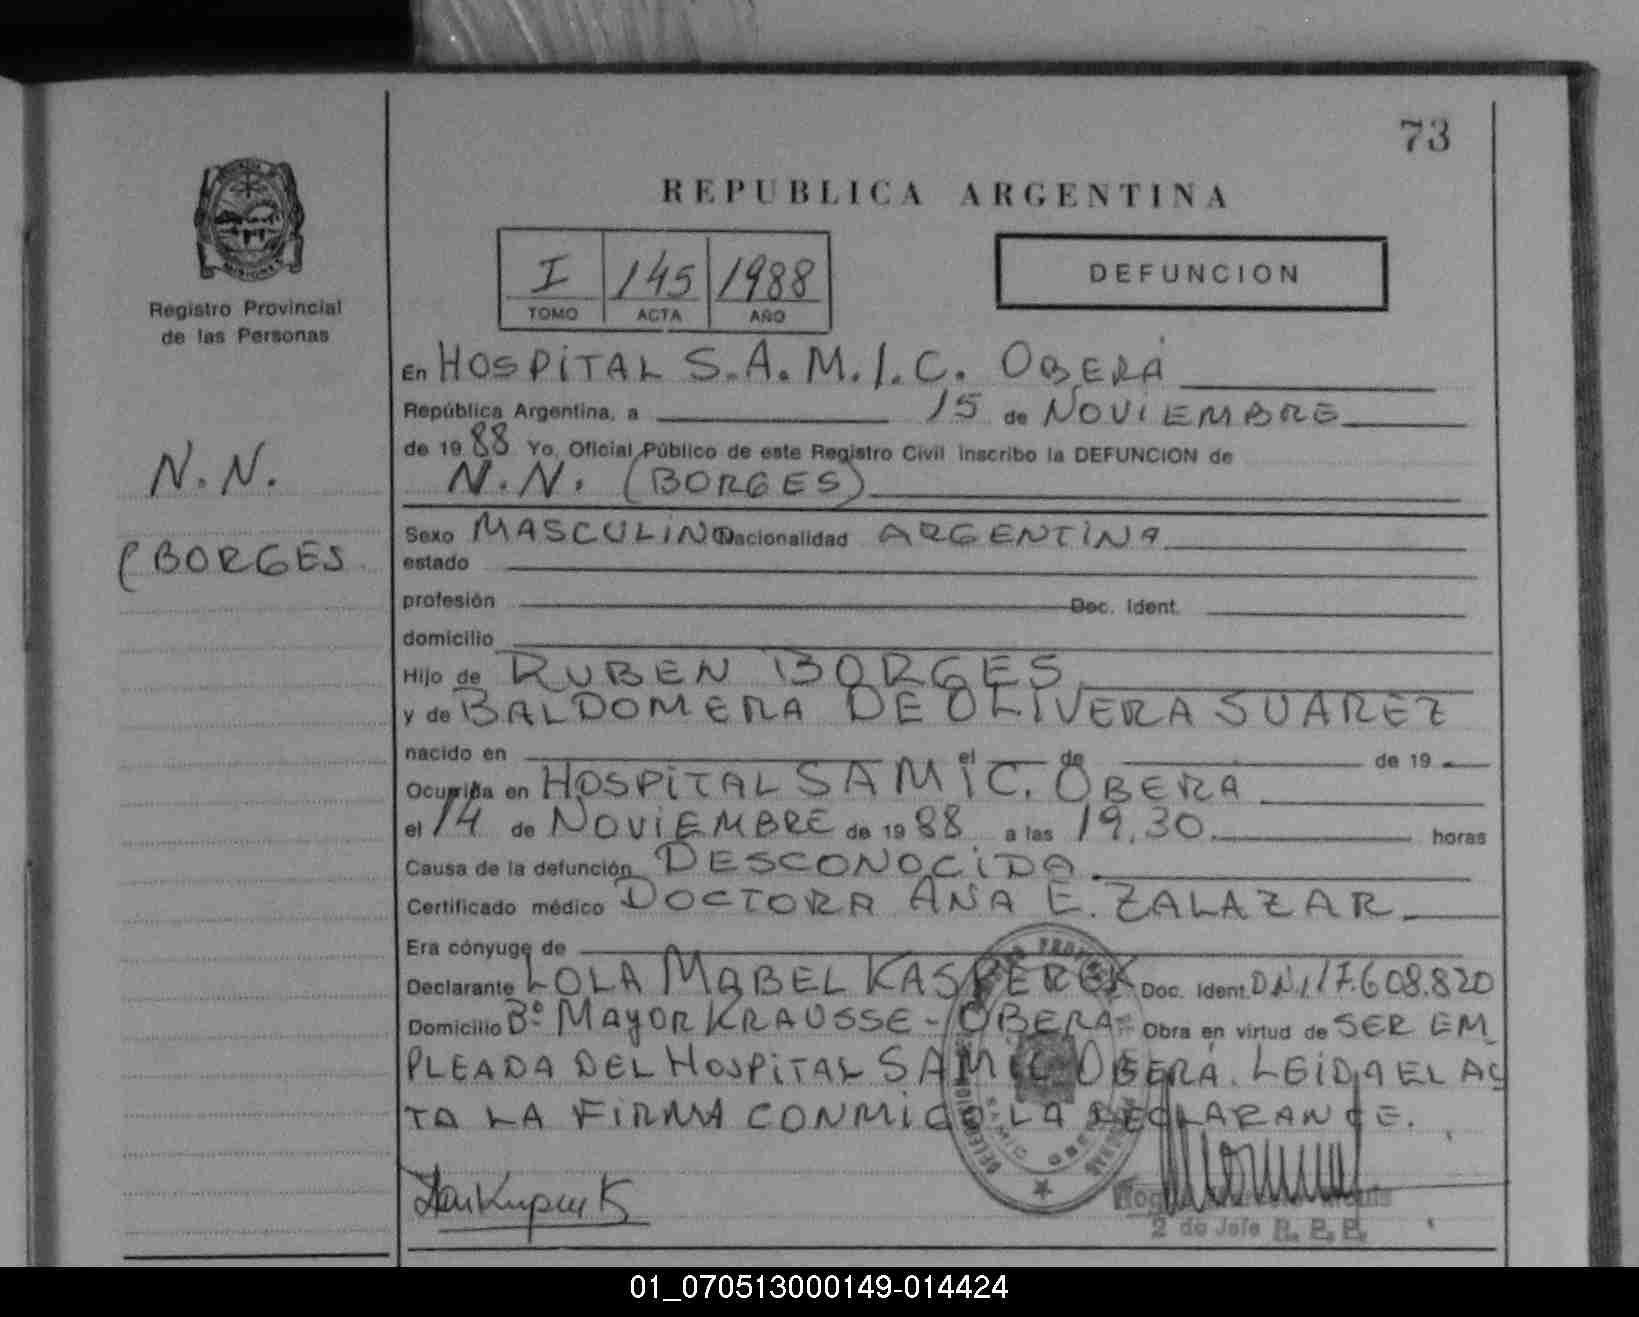 73
REPUBLICA ARGENTINA
MISIONES
Registro Provincial
de las Personas
I 145 1988
TOMO ACTA AÑO
DEFUNCION
N.N.
(BORGES
En HOSPITAL S.A.M.I.C. OBERÁ
República Argentina, a 15 de NOVIEMBRE
de 1988 Yo, Oficial Público de este Registro Civil inscribo la DEFUNCION de
N.N. (BORGES)
Sexo MASCULINO Nacionalidad ARGENTINA
estado
profesión Doc. Ident.
domicilio
Hijo de RUBEN BORGES
y de BALDOMERA DE OLIVERA SUAREZ
nacido en el de de 19
Ocurrida en HOSPITAL SAMIC. OBERA
el 14 de NOVIEMBRE de 1988 a las 19.30 horas
Causa de la defunción DESCONOCIDA
Certificado médico DOCTORA ANA E. ZALAZAR
Era cónyuge de
Declarante LOLA MABEL KASPEREK Doc. Ident. DNI 17.608.820
Domicilio Bº MAYOR KRAUSSE - OBERA Obra en virtud de SER EM
PLEADA DEL HOSPITAL SAMIC OBERÁ. LEIDA EL AC
TA LA FIRMA CONMIGO LA DECLARANTE.
2 do Jefe R. P. P.
01_070513000149-014424